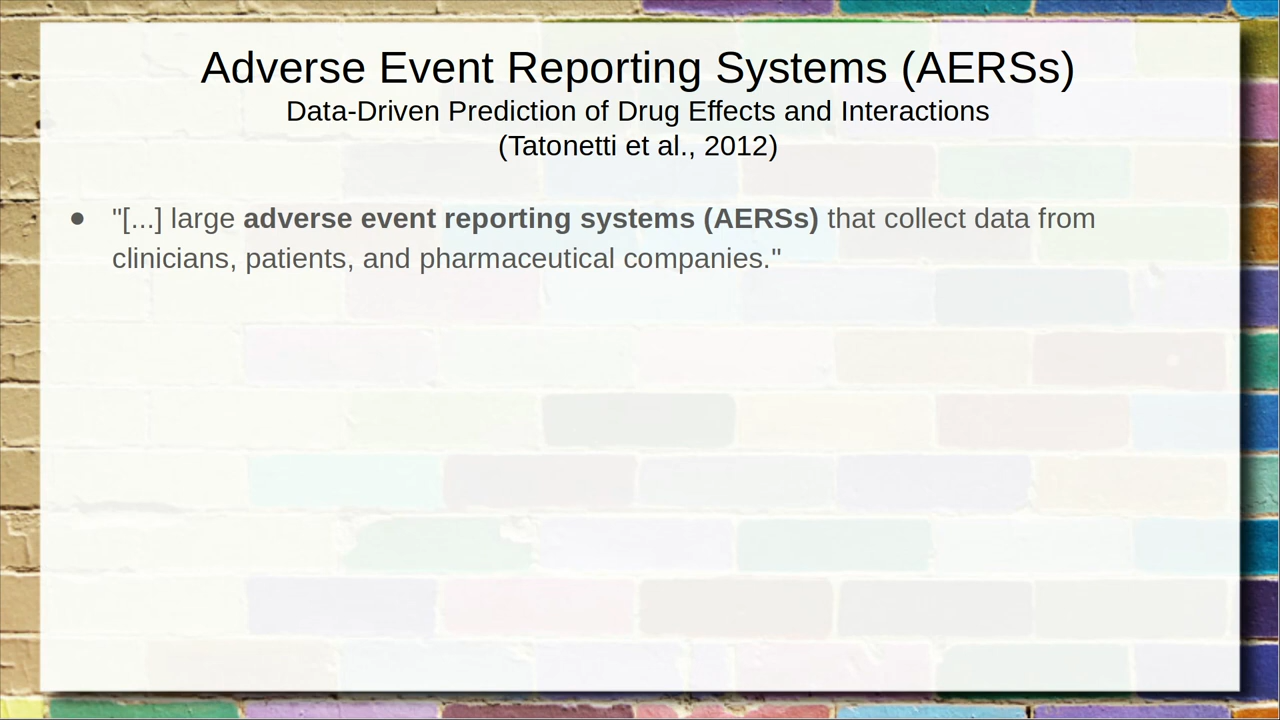 Adverse Event Reporting Systems (AERSs)
Data-Driven Prediction of Drug Effects and Interactions
(Tatonetti et al., 2012)
● "[...] large adverse event reporting systems (AERSs) that collect data from
clinicians, patients, and pharmaceutical companies."